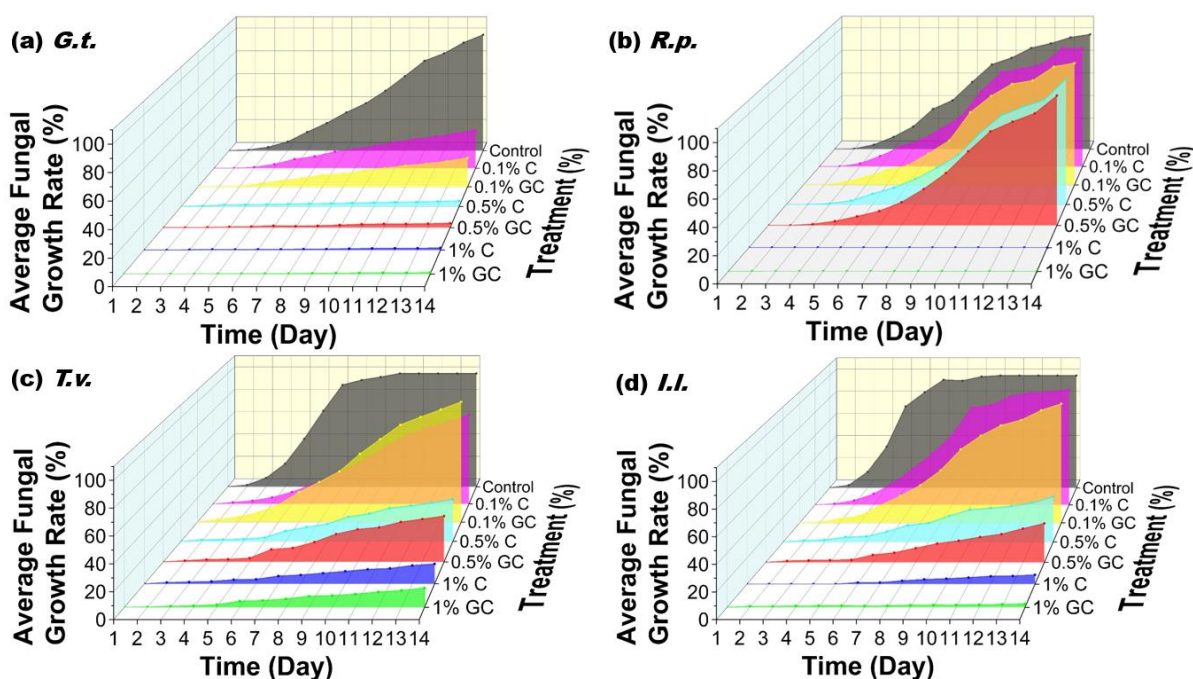 (a) G.t.
Average Fungal
Growth Rate (%)
100
80
60
40
20
0
1 2 3 4 5 6 7 8 9 10 11 12 13 14
Time (Day)
Control
0.1% C
0.1% GC
0.5% C
0.5% GC
1% C
1% GC
Treatment (%)
(b) R.p.
Average Fungal
Growth Rate (%)
100
80
60
40
20
0
1 2 3 4 5 6 7 8 9 10 11 12 13 14
Time (Day)
Control
0.1% C
0.1% GC
0.5% C
0.5% GC
1% C
1% GC
Treatment (%)
(c) T.v.
Average Fungal
Growth Rate (%)
100
80
60
40
20
0
1 2 3 4 5 6 7 8 9 10 11 12 13 14
Time (Day)
Control
0.1% C
0.1% GC
0.5% C
0.5% GC
1% C
1% GC
Treatment (%)
(d) I.l.
Average Fungal
Growth Rate (%)
100
80
60
40
20
0
1 2 3 4 5 6 7 8 9 10 11 12 13 14
Time (Day)
Control
0.1% C
0.1% GC
0.5% C
0.5% GC
1% C
1% GC
Treatment (%)